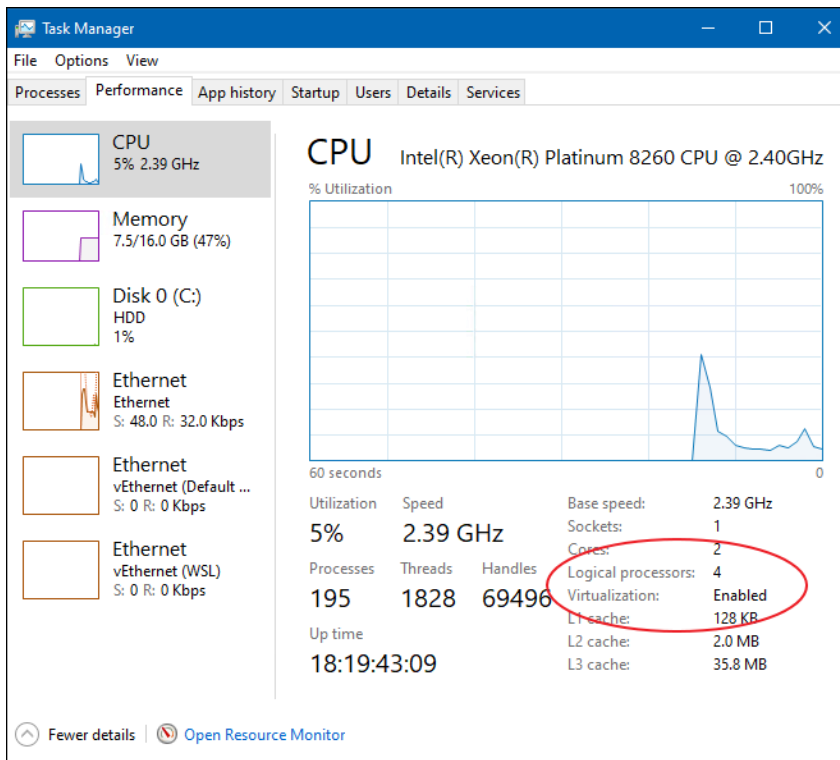 Task Manager
File Options View
Processes Performance App history Startup Users Details Services
CPU
5% 2.39 GHz
Memory
7.5/16.0 GB (47%)
Disk 0 (C:)
HDD
1%
Ethernet
Ethernet
S: 48.0 R: 32.0 Kbps
Ethernet
vEthernet (Default ...
S: 0 R: 0 Kbps
Ethernet
vEthernet (WSL)
S: 0 R: 0 Kbps
CPU Intel(R) Xeon(R) Platinum 8260 CPU @ 2.40GHz
% Utilization 100%
60 seconds 0
Utilization Speed
5% 2.39 GHz
Processes Threads Handles
195 1828 69496
Up time
18:19:43:09
Base speed: 2.39 GHz
Sockets: 1
Cores: 2
Logical processors: 4
Virtualization: Enabled
L1 cache: 128 KB
L2 cache: 2.0 MB
L3 cache: 35.8 MB
Fewer details Open Resource Monitor